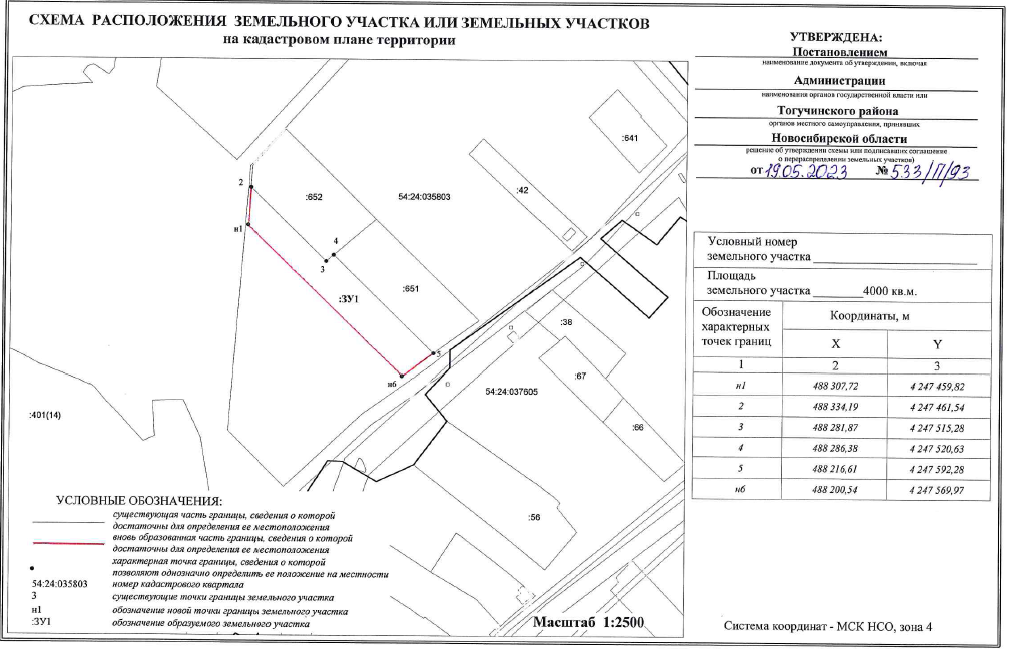 СХЕМА РАСПОЛОЖЕНИЯ ЗЕМЕЛЬНОГО УЧАСТКА ИЛИ ЗЕМЕЛЬНЫХ УЧАСТКОВ
на кадастровом плане территории
УТВЕРЖДЕНА:
Постановлением
наименование документа об утверждении, включая
Администрации
наименования органов государственной власти или
Тогучинского района
органов местного самоуправления, принявших
Новосибирской области
решение об утверждении схемы или подписавших соглашение
о перераспределении земельных участков)
от 19.05.2023 № 533/П/93
:641
:42
2
:652
54:24:035803
н1
4
3
:ЗУ1
:651
:38
5
н6
:67
54:24:037605
:401(14)
:66
:56
Условный номер
земельного участка
Площадь
земельного участка 4000 кв.м.
Обозначение характерных точек границ Координаты, м
X Y
1 2 3
н1 488 307,72 4 247 459,82
2 488 334,19 4 247 461,54
3 488 281,87 4 247 515,28
4 488 286,38 4 247 520,63
5 488 216,61 4 247 592,28
н6 488 200,54 4 247 569,97
УСЛОВНЫЕ ОБОЗНАЧЕНИЯ:
существующая часть границы, сведения о которой
достаточны для определения ее местоположения
вновь образованная часть границы, сведения о которой
достаточны для определения ее местоположения
характерная точка границы, сведения о которой
позволяют однозначно определить ее положение на местности
54:24:035803 номер кадастрового квартала
3 существующие точки границы земельного участка
н1 обозначение новой точки границы земельного участка
:ЗУ1 обозначение образуемого земельного участка
Масштаб 1:2500
Система координат - МСК НСО, зона 4